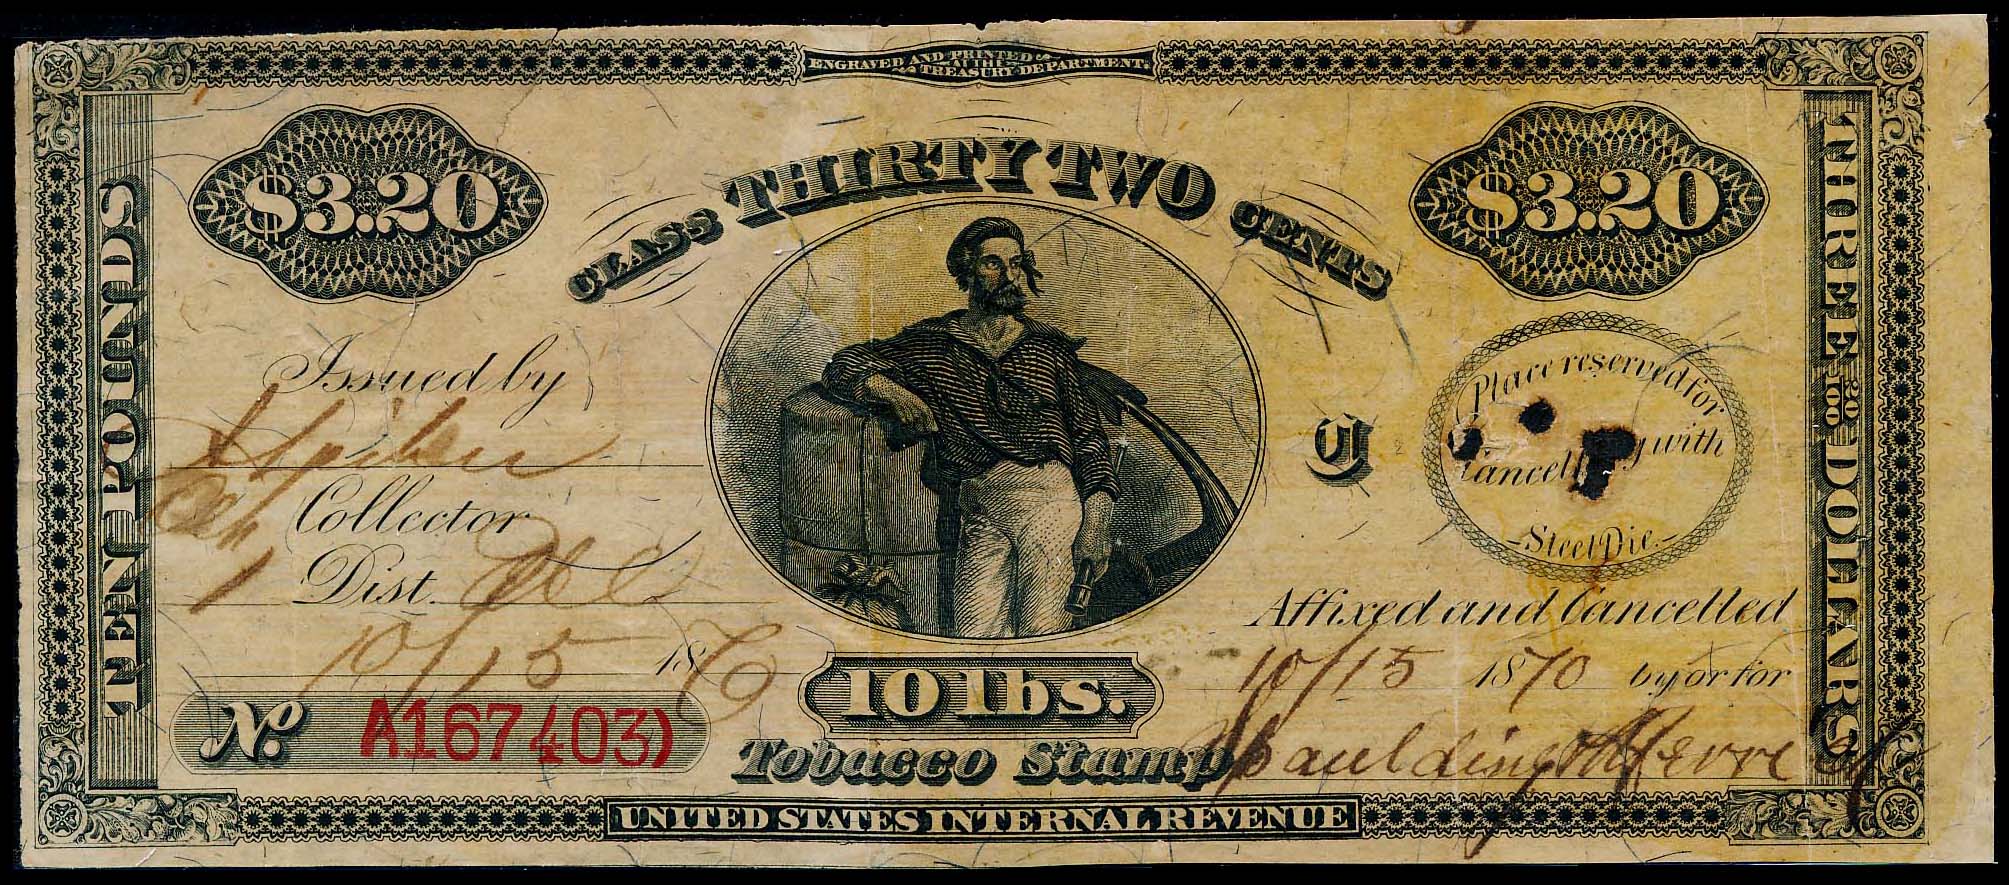 ENGRAVED AND PRINTED
AT THE
TREASURY DEPARTMENT.
$3.20
CLASS THIRTY TWO CENTS
$3.20
TEN POUNDS
THREE 20/100 DOLLARS
Issued by
Collector
Dist.
10/15 1870
No. A167403)
C
Place reserved for
Cancelling with
Steel Die.
Affixed and Cancelled
10/15 1870 by or for
Spaulding & Merrick
10 lbs.
Tobacco Stamp
UNITED STATES INTERNAL REVENUE